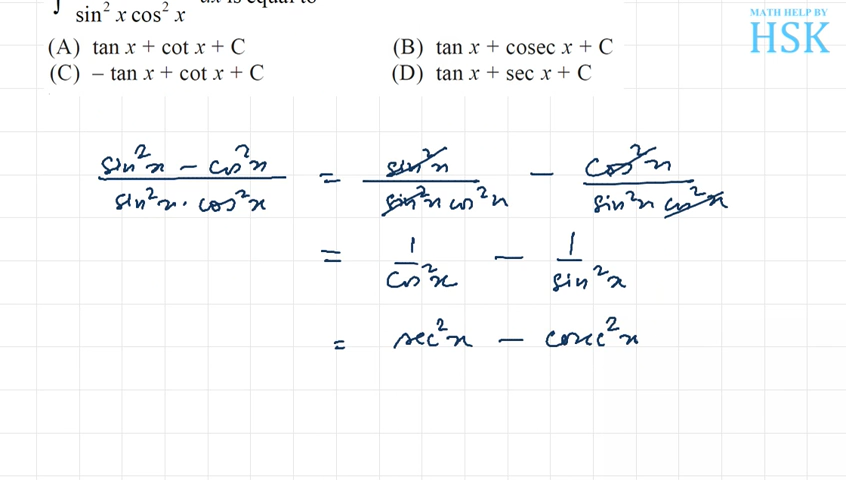 MATH HELP BY
HSK
∫ sin² x cos² x
(A) tan x + cot x + C
(B) tan x + cosec x + C
(C) – tan x + cot x + C
(D) tan x + sec x + C
(sin²x – cos²x)/(sin²x · cos²x) = sin²x/(sin²x cos²x) – cos²x/(sin²x cos²x)
= 1/cos²x – 1/sin²x
= sec²x – cosec²x